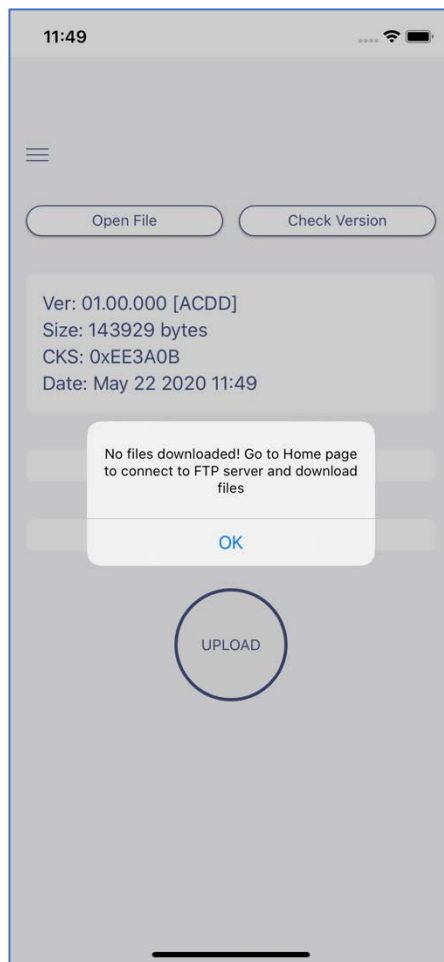 11:49
Open File
Check Version
Ver: 01.00.000 [ACDD]
Size: 143929 bytes
CKS: 0xEE3A0B
Date: May 22 2020 11:49
No files downloaded! Go to Home page
to connect to FTP server and download
files
OK
UPLOAD